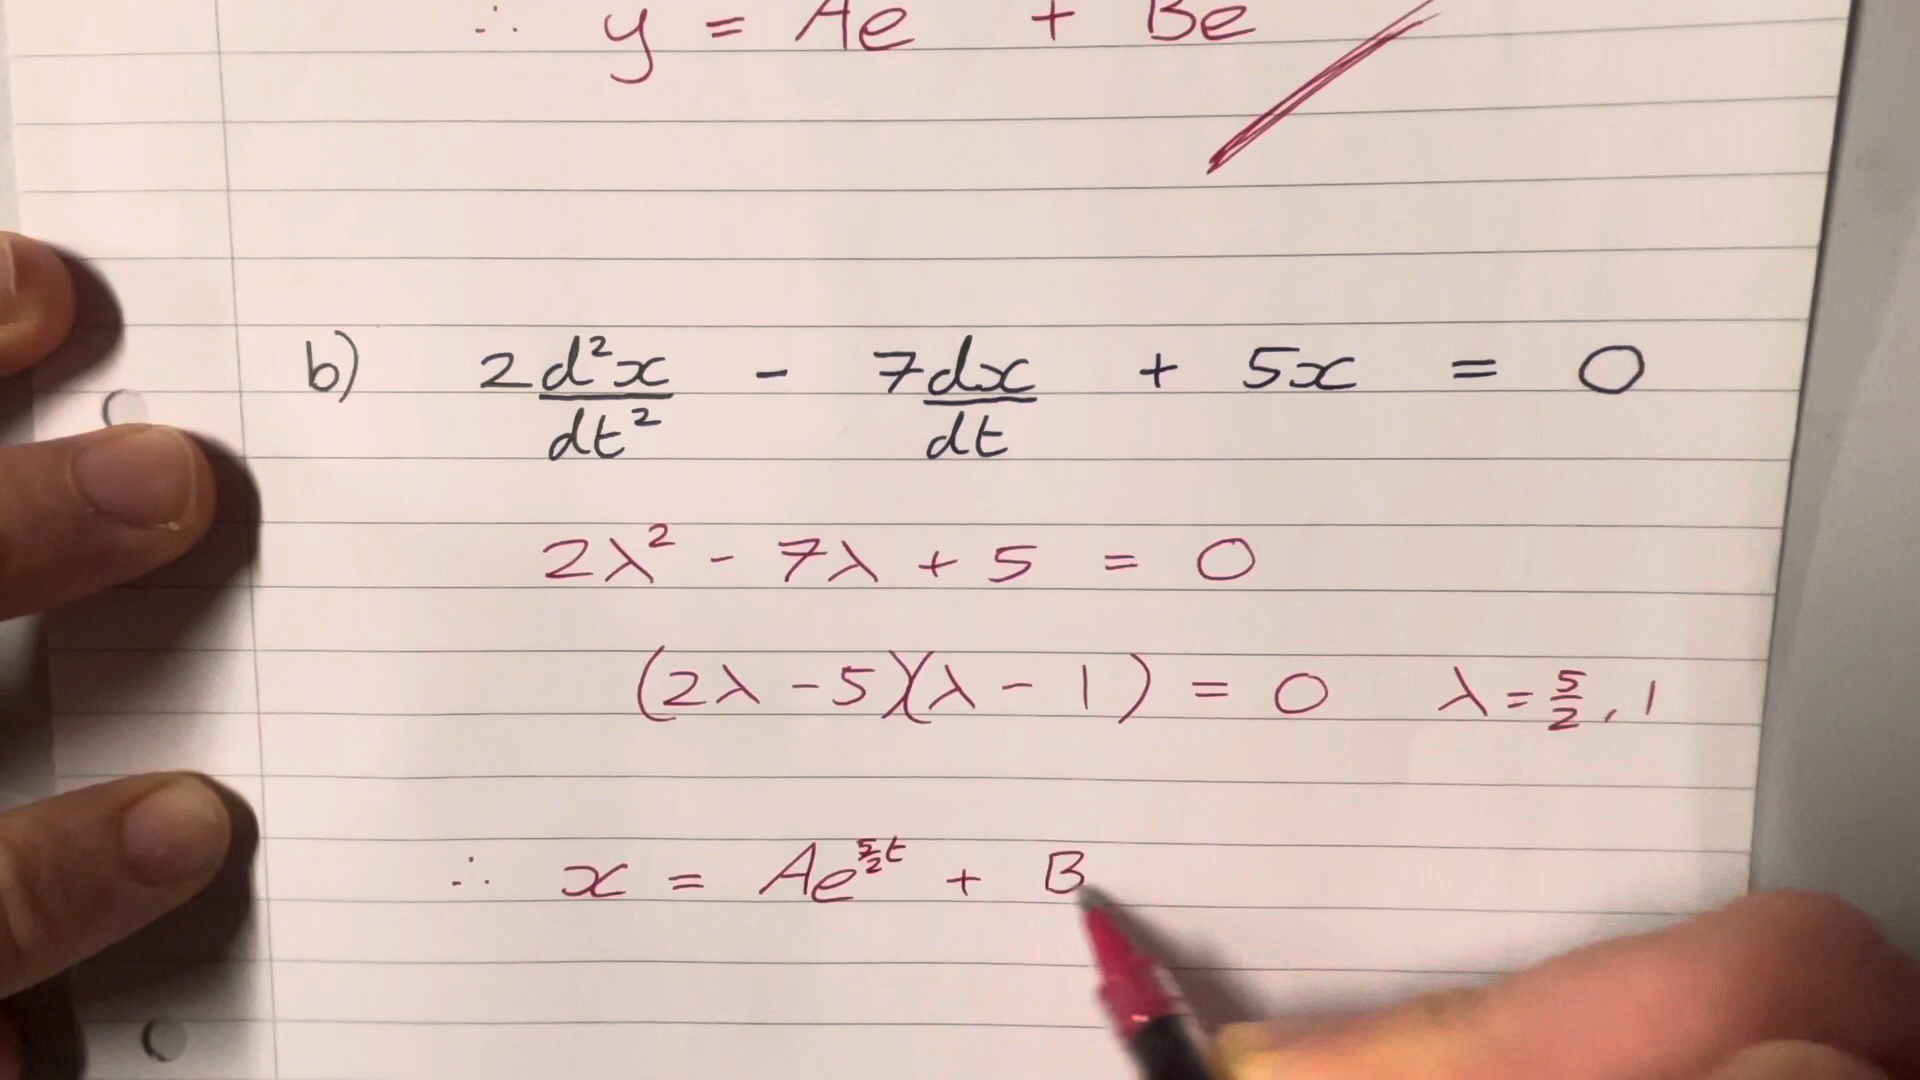 ∴ y = Ae + Be
b) 2d²x/dt² - 7dx/dt + 5x = 0
2λ² - 7λ + 5 = 0
(2λ - 5)(λ - 1) = 0 λ = 5/2, 1
∴ x = Ae^(5/2 t) + B